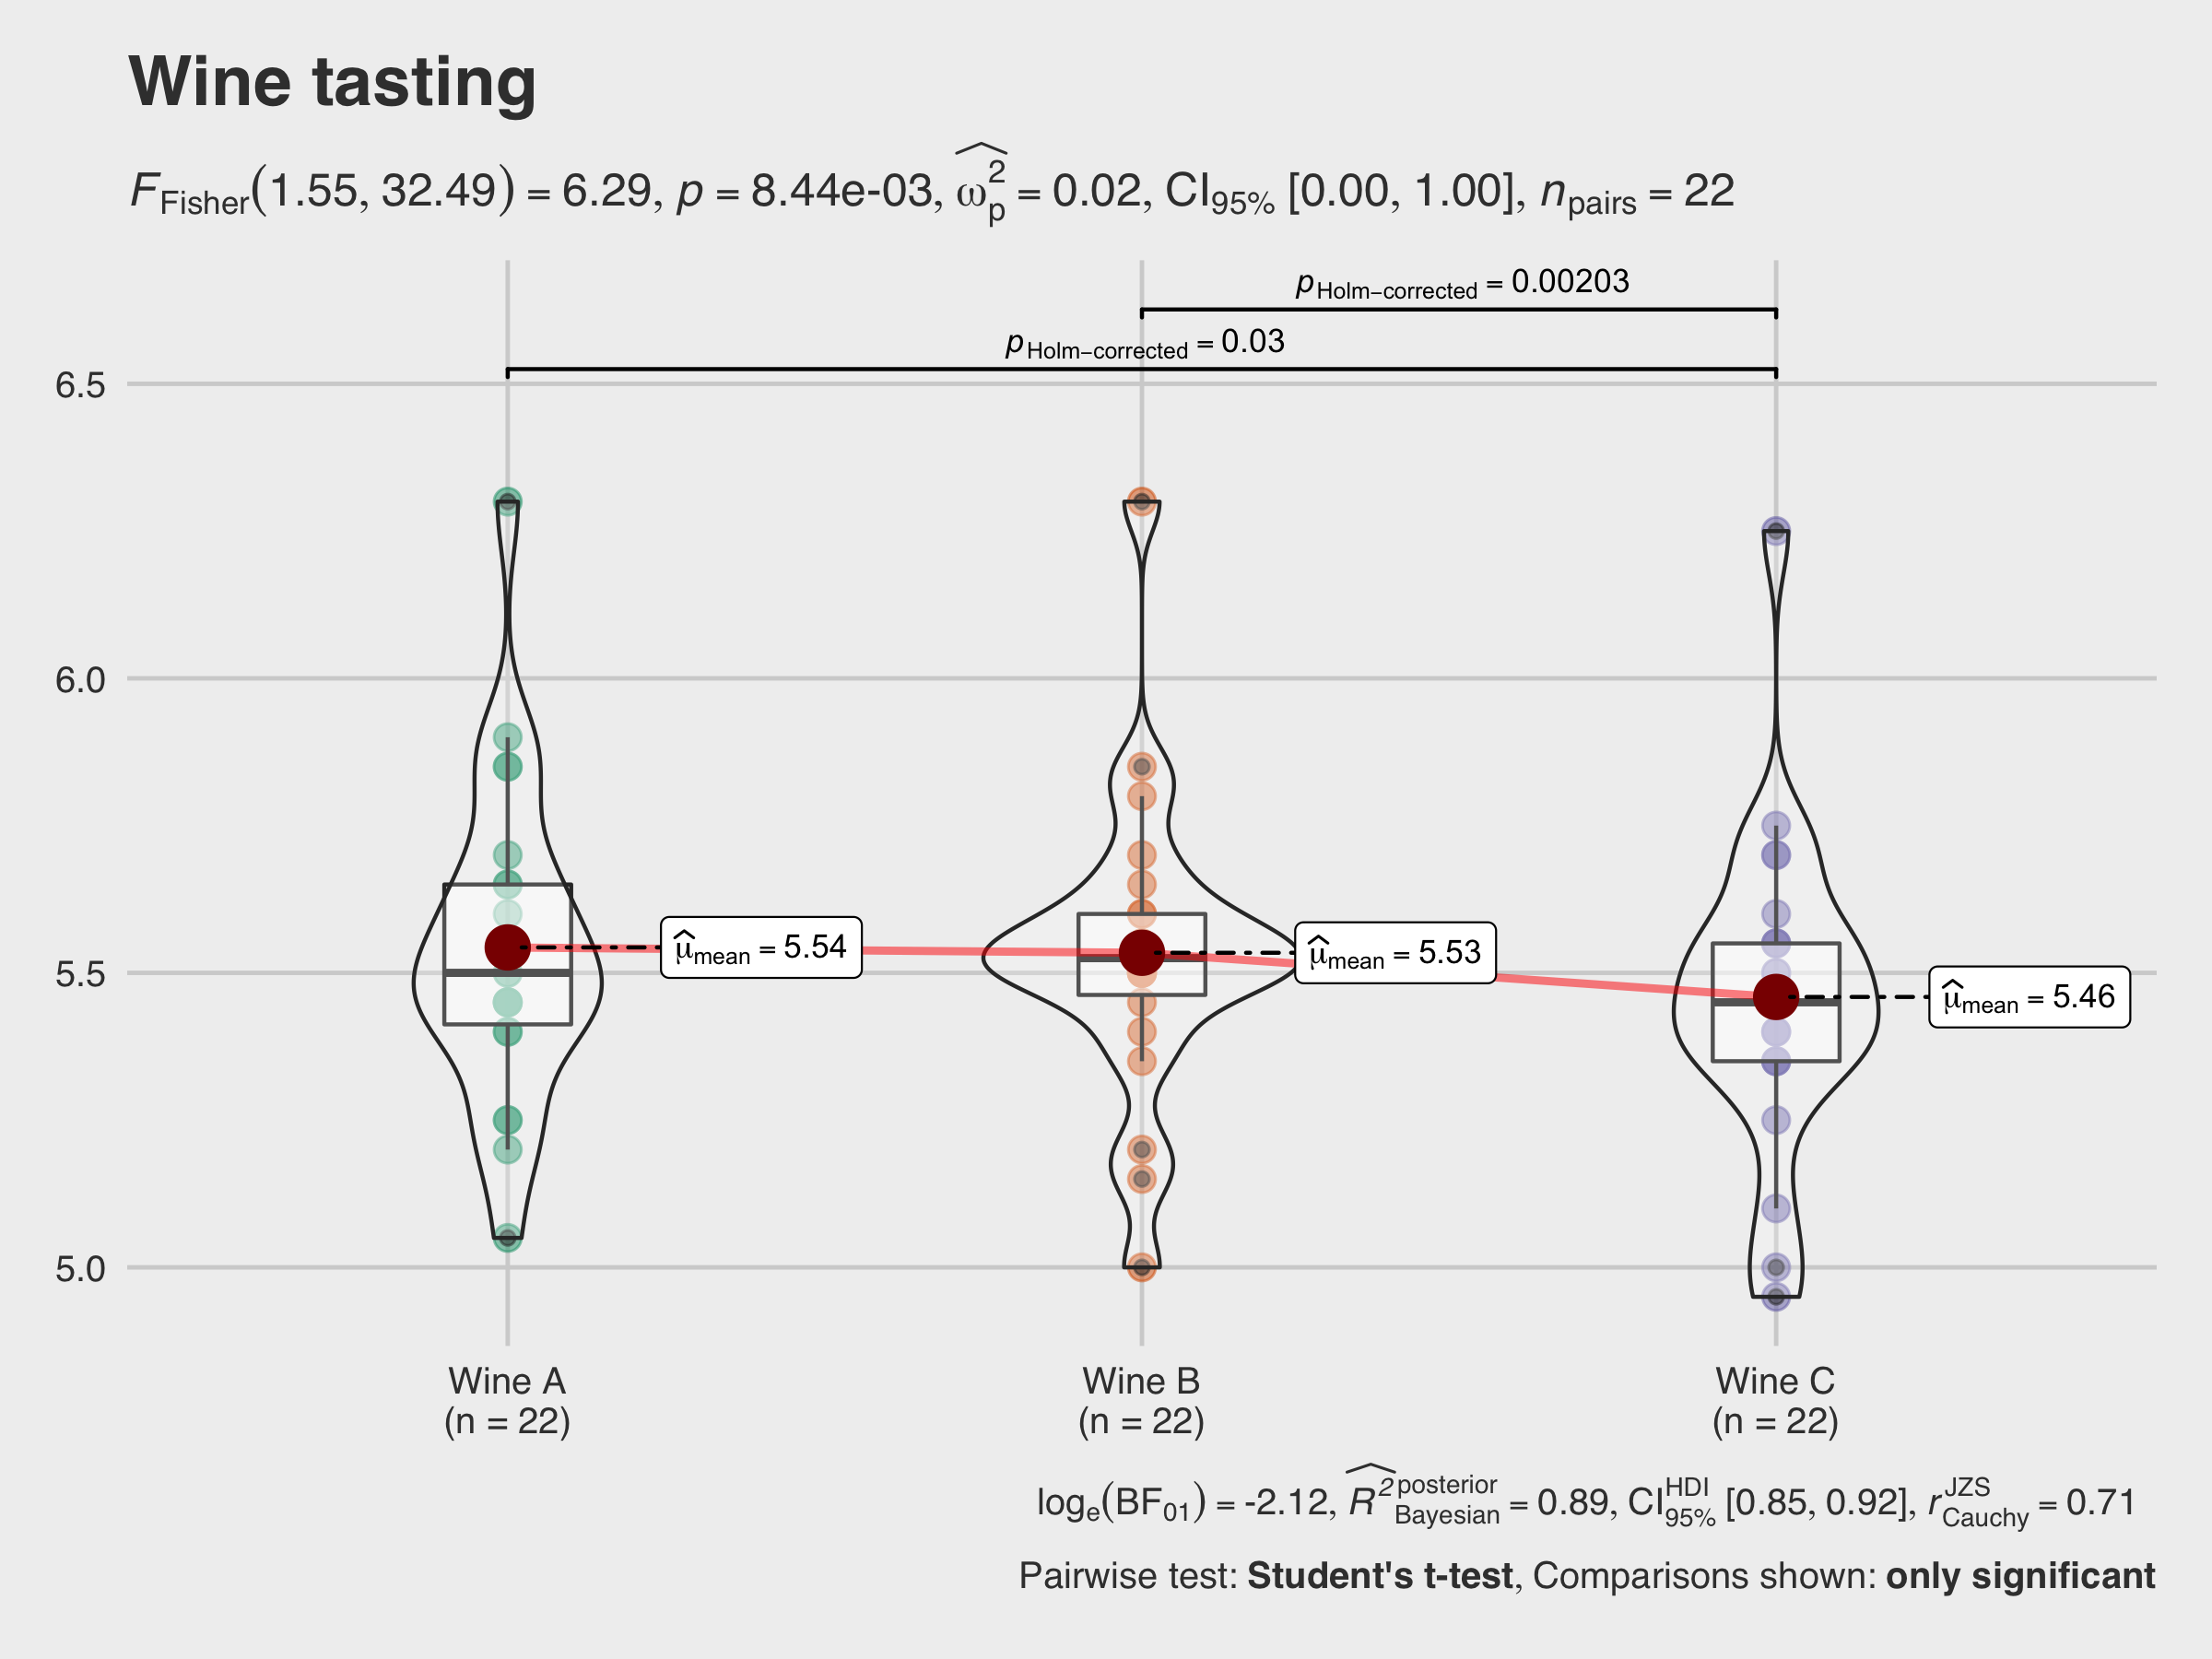 Wine tasting
F_Fisher(1.55, 32.49) = 6.29, p = 8.44e-03, ω̂²_p = 0.02, CI_95% [0.00, 1.00], n_pairs = 22
p_Holm−corrected = 0.00203
p_Holm−corrected = 0.03
6.5
6.0
5.5
5.0
μ̂_mean = 5.54
μ̂_mean = 5.53
μ̂_mean = 5.46
Wine A
(n = 22)
Wine B
(n = 22)
Wine C
(n = 22)
log_e(BF_01) = -2.12, R̂²^posterior_Bayesian = 0.89, CI^HDI_95% [0.85, 0.92], r^JZS_Cauchy = 0.71
Pairwise test: Student's t-test, Comparisons shown: only significant